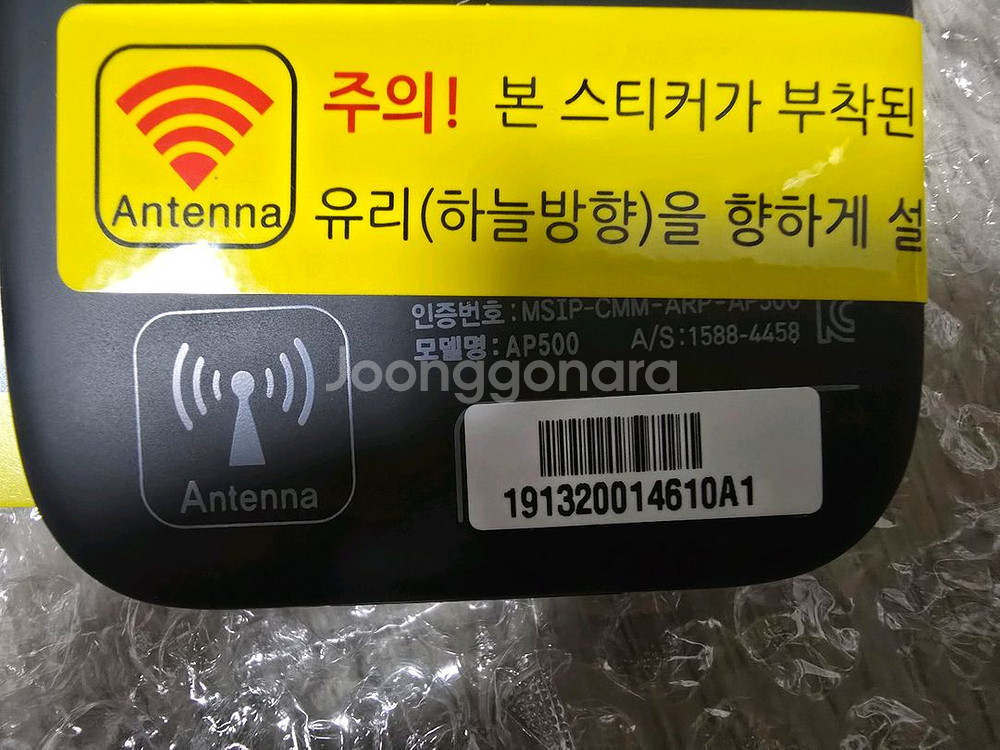 Antenna
주의! 본 스티커가 부착된
유리(하늘방향)을 향하게 설
인증번호:MSIP-CMM-ARP-AP500
모델명:AP500 A/S:1588-4458
Joonggonara
Antenna
191320014610A1